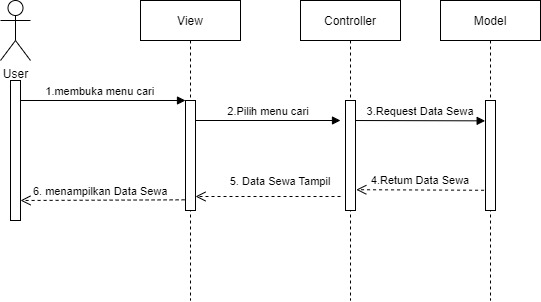 View
Controller
Model
User
1.membuka menu cari
2.Pilih menu cari
3.Request Data Sewa
4.Return Data Sewa
5. Data Sewa Tampil
6. menampilkan Data Sewa